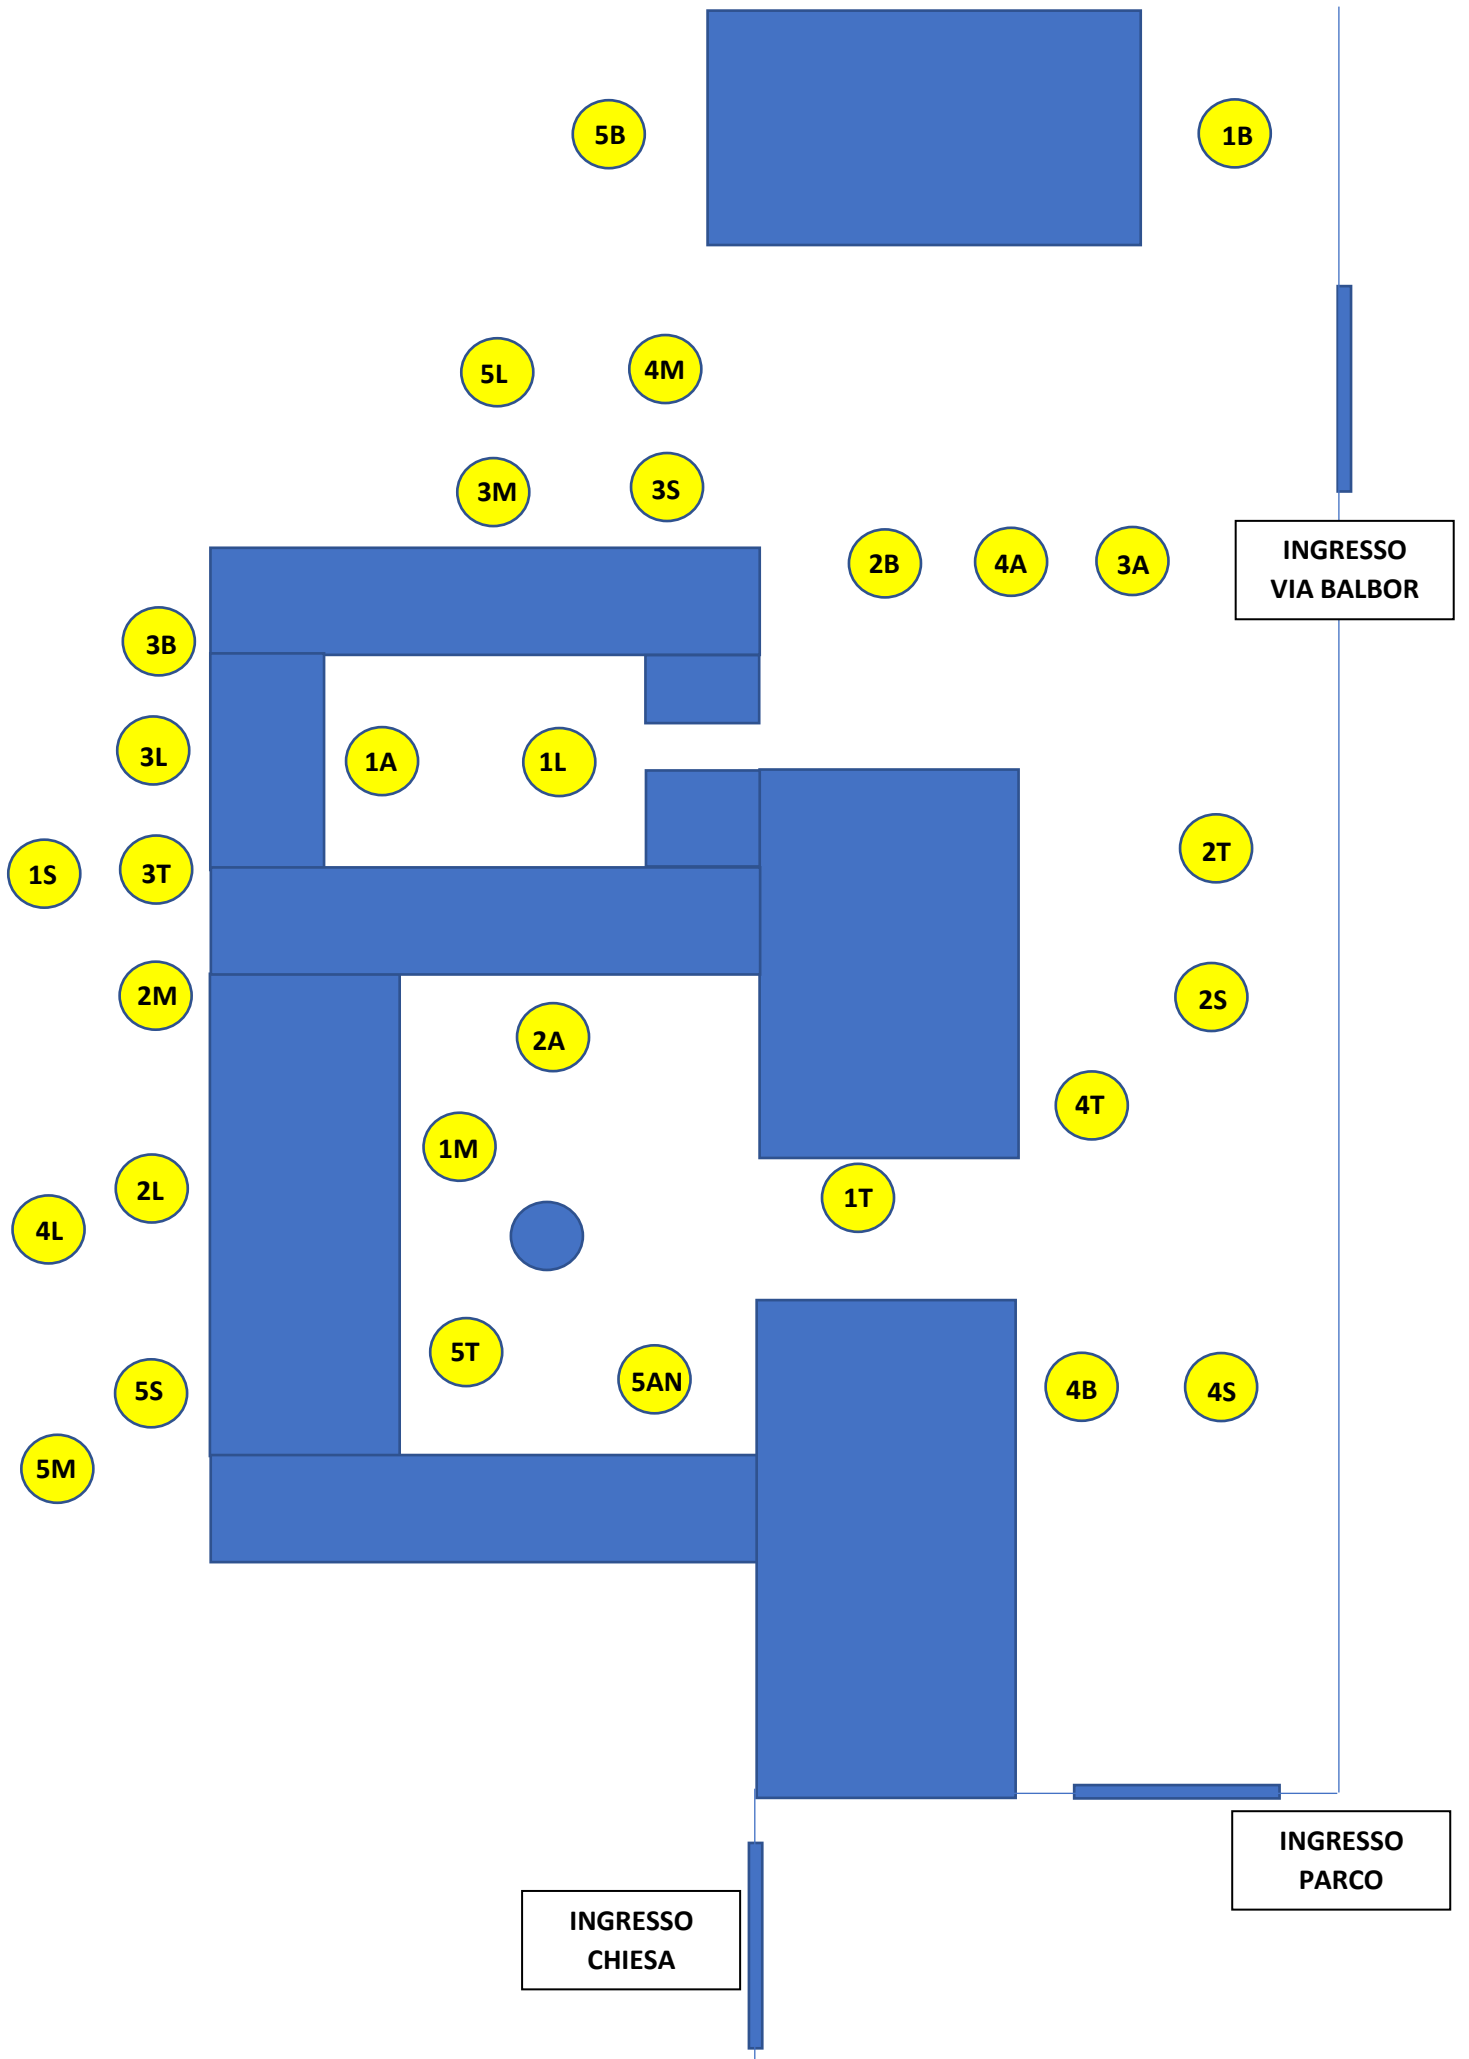 5B
1B
5L
4M
3M
3S
2B
4A
3A
INGRESSO
VIA BALBOR
3B
3L
1A
1L
1S
3T
2T
2M
2S
2A
4T
1M
2L
1T
4L
5T
5AN
5S
4B
4S
5M
INGRESSO
PARCO
INGRESSO
CHIESA